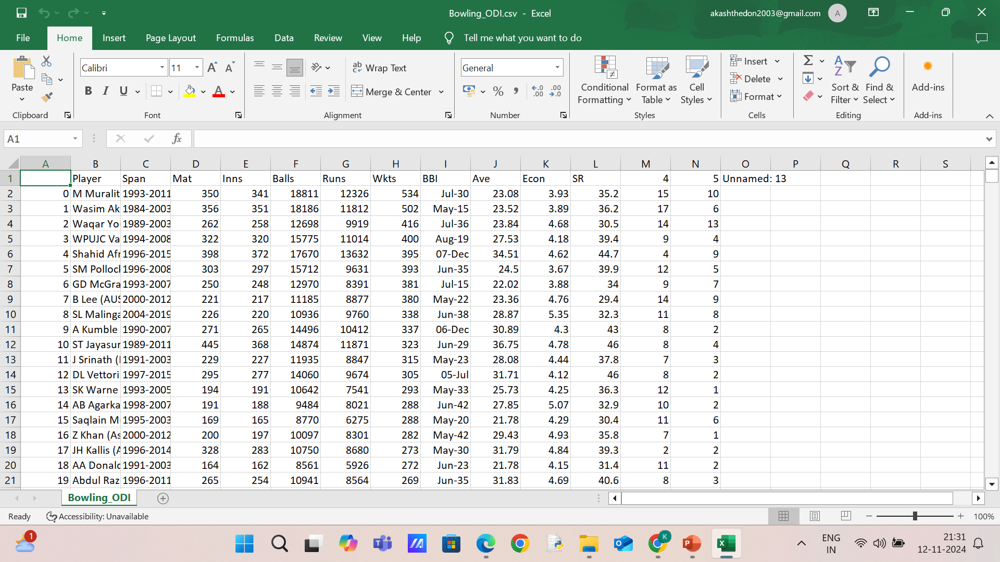 Bowling_ODI.csv - Excel
akashthedon2003@gmail.com
A
File Home Insert Page Layout Formulas Data Review View Help Tell me what you want to do
Paste
Clipboard
Calibri 11
B I U
Font
Wrap Text
Merge & Center
Alignment
General
% ,
Number
Conditional Formatting
Format as Table
Cell Styles
Styles
Insert
Delete
Format
Cells
Sort & Filter
Find & Select
Editing
Add-ins
Add-ins
A1
fx
A B C D E F G H I J K L M N O P Q R S
1 Player Span Mat Inns Balls Runs Wkts BBI Ave Econ SR 4 5 Unnamed: 13
2 0 M Muralit 1993-2011 350 341 18811 12326 534 Jul-30 23.08 3.93 35.2 15 10
3 1 Wasim Ak 1984-2003 356 351 18186 11812 502 May-15 23.52 3.89 36.2 17 6
4 2 Waqar Yo 1989-2003 262 258 12698 9919 416 Jul-36 23.84 4.68 30.5 14 13
5 3 WPUJC Va 1994-2008 322 320 15775 11014 400 Aug-19 27.53 4.18 39.4 9 4
6 4 Shahid Afr 1996-2015 398 372 17670 13632 395 07-Dec 34.51 4.62 44.7 4 9
7 5 SM Polloc 1996-2008 303 297 15712 9631 393 Jun-35 24.5 3.67 39.9 12 5
8 6 GD McGra 1993-2007 250 248 12970 8391 381 Jul-15 22.02 3.88 34 9 7
9 7 B Lee (AUS 2000-2012 221 217 11185 8877 380 May-22 23.36 4.76 29.4 14 9
10 8 SL Malinga 2004-2019 226 220 10936 9760 338 Jun-38 28.87 5.35 32.3 11 8
11 9 A Kumble 1990-2007 271 265 14496 10412 337 06-Dec 30.89 4.3 43 8 2
12 10 ST Jayasur 1989-2011 445 368 14874 11871 323 Jun-29 36.75 4.78 46 8 4
13 11 J Srinath (I 1991-2003 229 227 11935 8847 315 May-23 28.08 4.44 37.8 7 3
14 12 DL Vettori 1997-2015 295 277 14060 9674 305 05-Jul 31.71 4.12 46 8 2
15 13 SK Warne 1993-2005 194 191 10642 7541 293 May-33 25.73 4.25 36.3 12 1
16 14 AB Agarka 1998-2007 191 188 9484 8021 288 Jun-42 27.85 5.07 32.9 10 2
17 15 Saqlain M 1995-2003 169 165 8770 6275 288 May-20 21.78 4.29 30.4 11 6
18 16 Z Khan (As 2000-2012 200 197 10097 8301 282 May-42 29.43 4.93 35.8 7 1
19 17 JH Kallis (A 1996-2014 328 283 10750 8680 273 May-30 31.79 4.84 39.3 2 2
20 18 AA Donald 1991-2003 164 162 8561 5926 272 Jun-23 21.78 4.15 31.4 11 2
21 19 Abdul Raz 1996-2011 265 254 10941 8564 269 Jun-35 31.83 4.69 40.6 8 3
Bowling_ODI
Ready Accessibility: Unavailable 100%
1
K
ENG
IN
21:31
12-11-2024